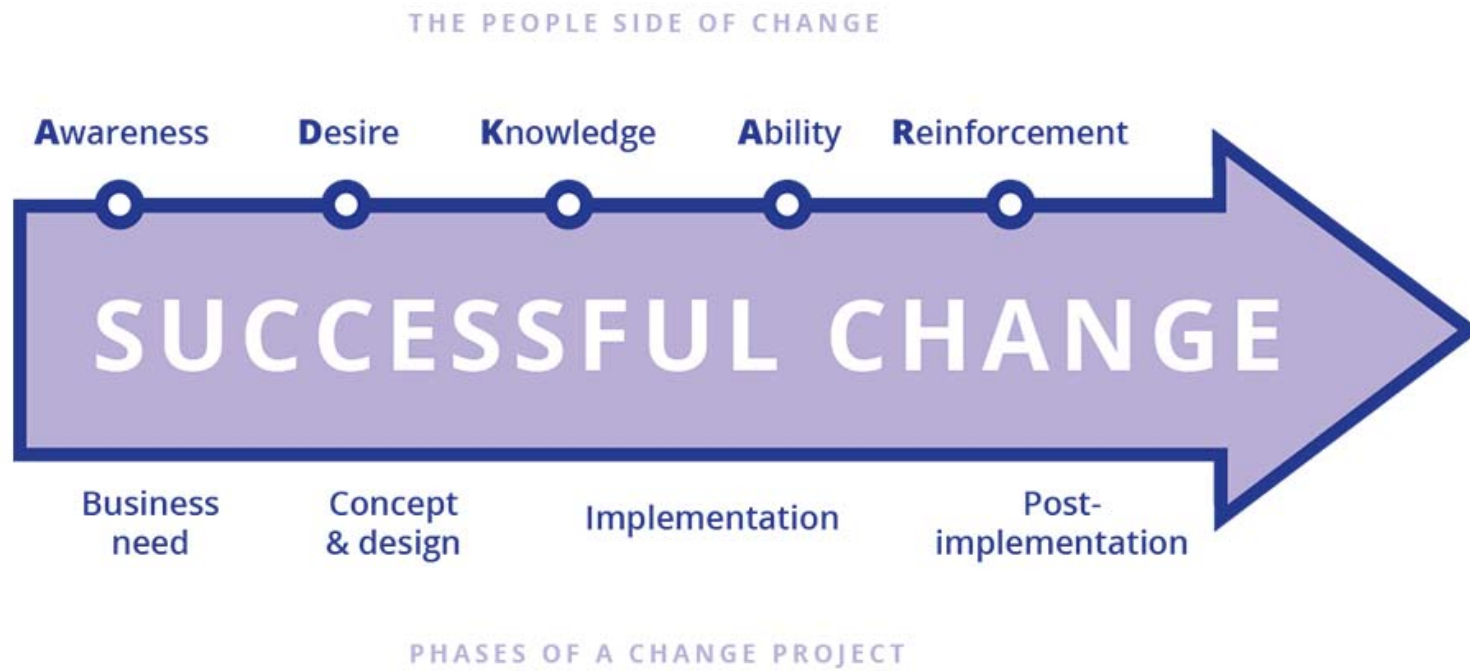 THE PEOPLE SIDE OF CHANGE
Awareness
Desire
Knowledge
Ability
Reinforcement
SUCCESSFUL CHANGE
Business
need
Concept
& design
Implementation
Post-
implementation
PHASES OF A CHANGE PROJECT